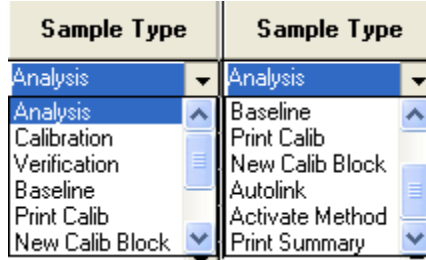 Sample Type
Analysis
Analysis
Calibration
Verification
Baseline
Print Calib
New Calib Block
Sample Type
Analysis
Baseline
Print Calib
New Calib Block
Autolink
Activate Method
Print Summary